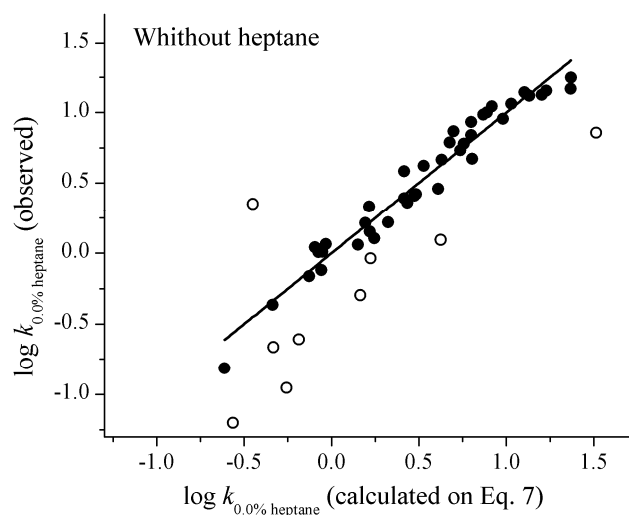 Whithout heptane
1.5
1.0
0.5
0.0
-0.5
-1.0
log k0.0% heptane (observed)
-1.0 -0.5 0.0 0.5 1.0 1.5
log k0.0% heptane (calculated on Eq. 7)